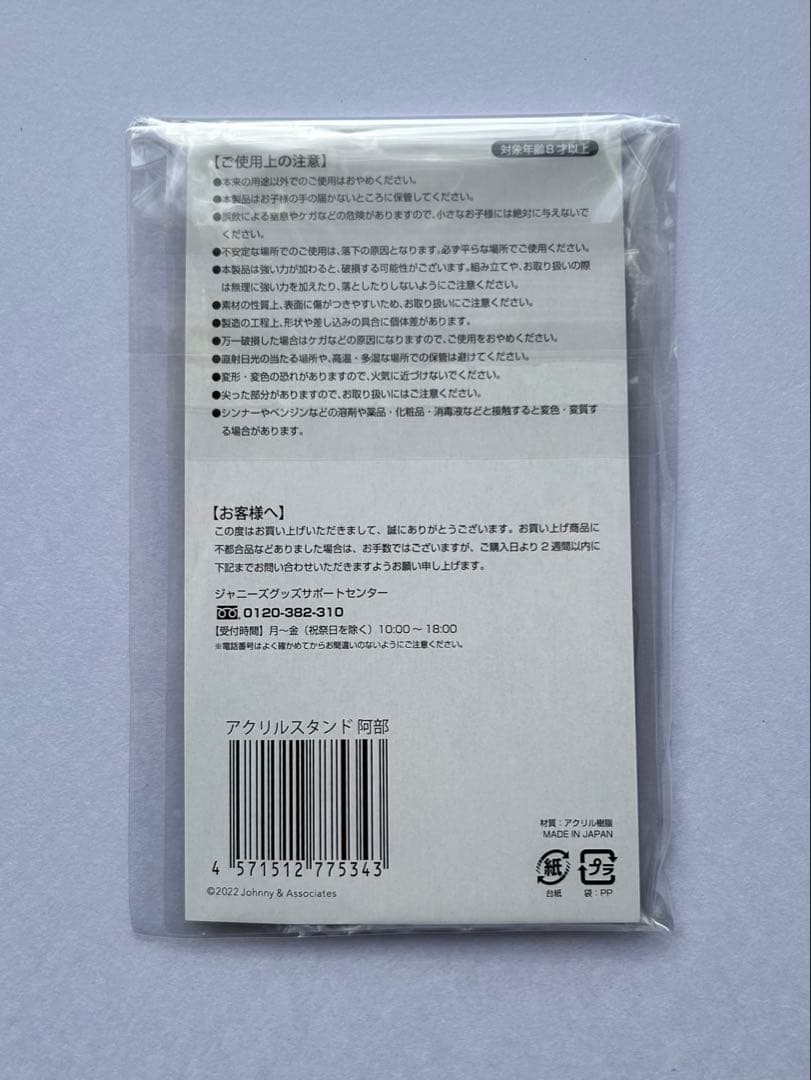 対象年齢8才以上
【ご使用上の注意】
●本来の用途以外でのご使用はおやめください。
●本製品はお子様の手の届かないところに保管してください。
●誤飲による窒息やケガなどの危険がありますので、小さなお子様には絶対に与えないで
ください。
●不安定な場所でのご使用は、落下の原因となります。必ず平らな場所でご使用ください。
●本製品は強い力が加わると、破損する可能性がございます。組み立てや、お取り扱いの際
は無理に強い力を加えたり、落としたりしないようにご注意ください。
●素材の性質上、表面に傷がつきやすいため、お取り扱いにご注意ください。
●製造の工程上、形状や差し込みの具合に個体差があります。
●万一破損した場合はケガなどの原因になりますので、ご使用をおやめください。
●直射日光の当たる場所や、高温・多湿な場所での保管は避けてください。
●変形・変色の恐れがありますので、火気に近づけないでください。
●尖った部分がありますので、お取り扱いにはご注意ください。
●シンナーやベンジンなどの溶剤や薬品・化粧品・消毒液などと接触すると変色・変質す
る場合があります。
【お客様へ】
この度はお買い上げいただきまして、誠にありがとうございます。お買い上げ商品に
不都合品などありました場合は、お手数ではございますが、ご購入日より2週間以内に
下記までお問い合わせいただきますようお願い申し上げます。
ジャニーズグッズサポートセンター
0120-382-310
【受付時間】月～金（祝祭日を除く）10:00～18:00
※電話番号はよく確かめてからお間違いのないようにご注意ください。
アクリルスタンド 阿部
4 571512 775343
©2022 Johnny & Associates
材質：アクリル樹脂
MADE IN JAPAN
紙 プラ
台紙 袋：PP